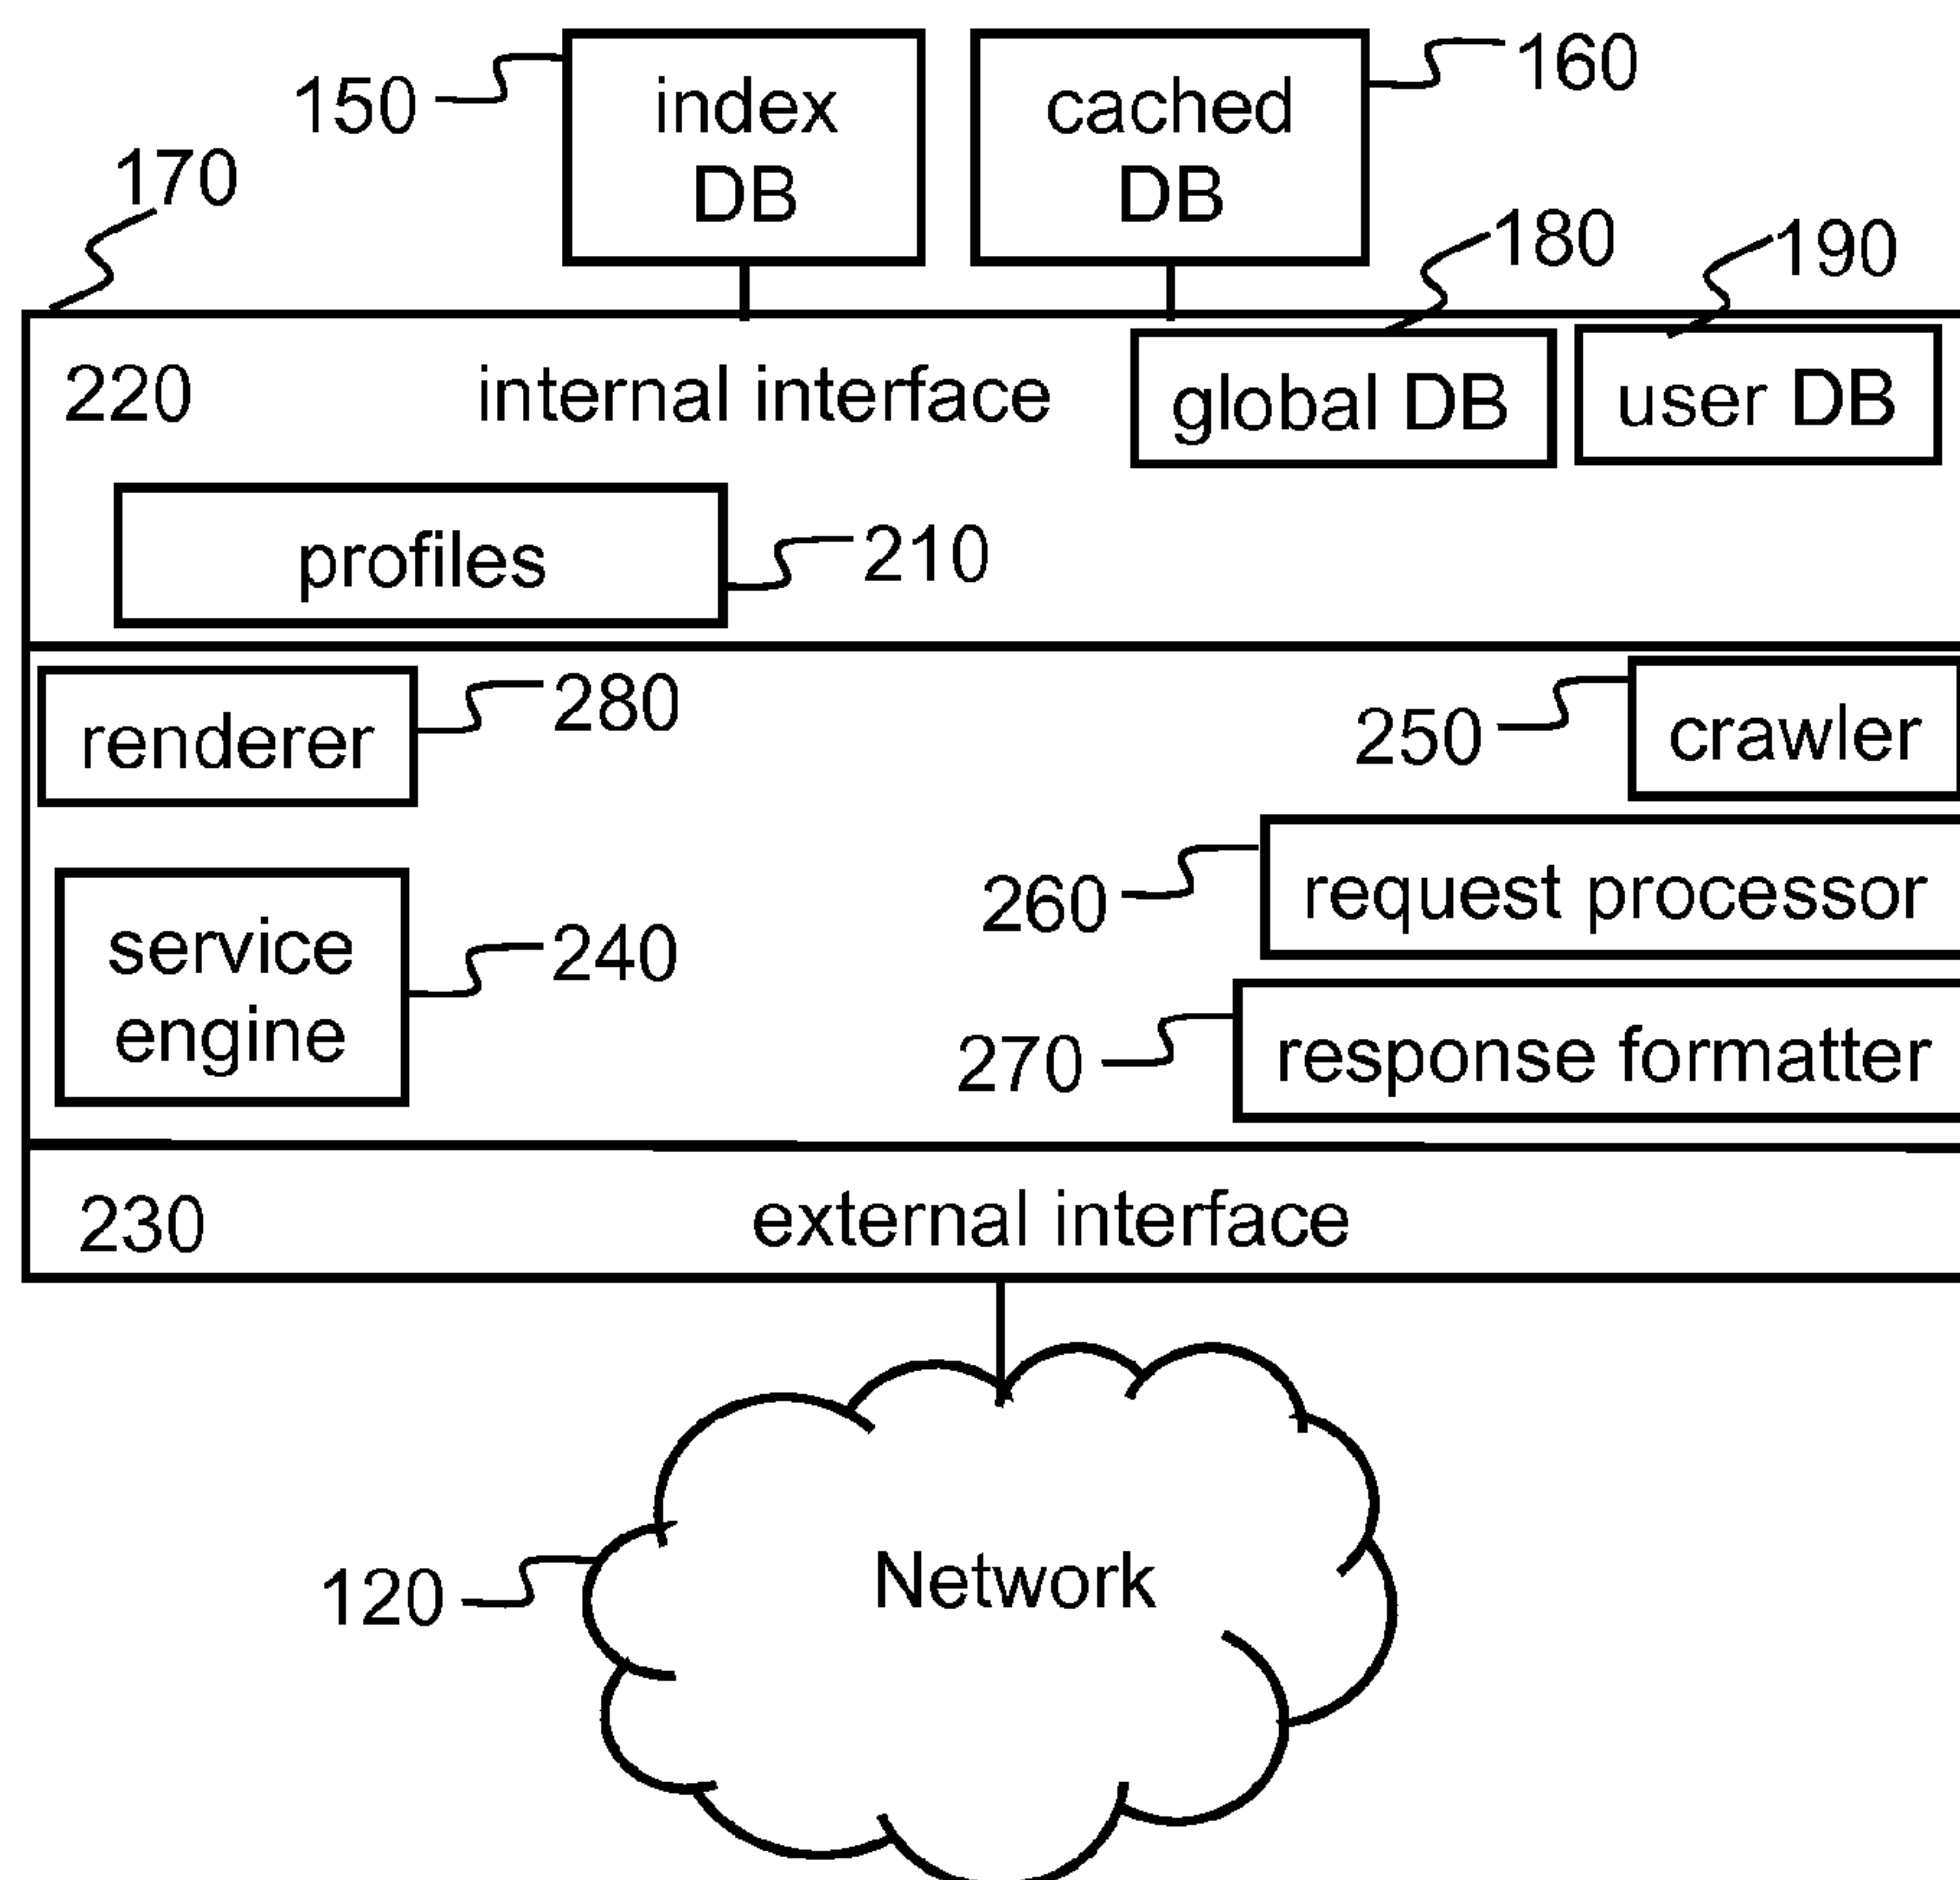 150
index
DB
cached
DB
160
170
180
190
220
internal interface
global DB
user DB
profiles
210
renderer
280
250
crawler
260
request processor
service
engine
240
270
response formatter
230
external interface
120
Network